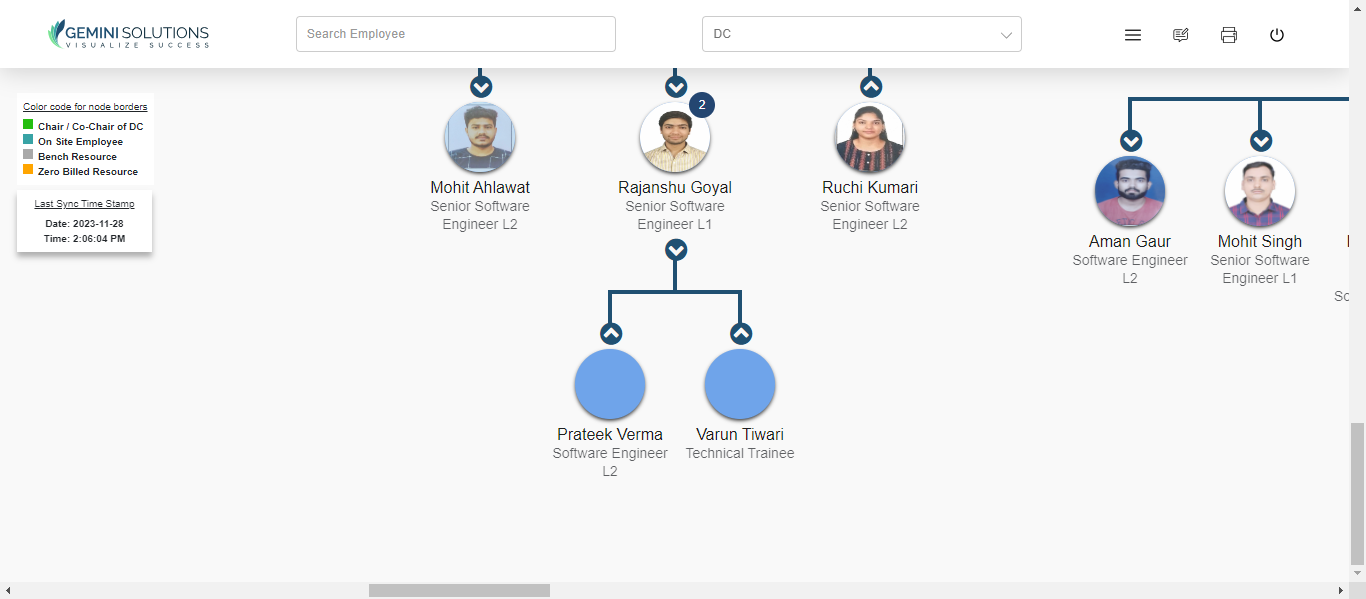 GEMINI SOLUTIONS
VISUALIZE SUCCESS
Search Employee
DC
Color code for node borders
Chair / Co-Chair of DC
On Site Employee
Bench Resource
Zero Billed Resource
Last Sync Time Stamp
Date: 2023-11-28
Time: 2:06:04 PM
Mohit Ahlawat
Senior Software
Engineer L2
2
Rajanshu Goyal
Senior Software
Engineer L1
Ruchi Kumari
Senior Software
Engineer L2
Aman Gaur
Software Engineer
L2
Mohit Singh
Senior Software
Engineer L1
Prateek Verma
Software Engineer
L2
Varun Tiwari
Technical Trainee